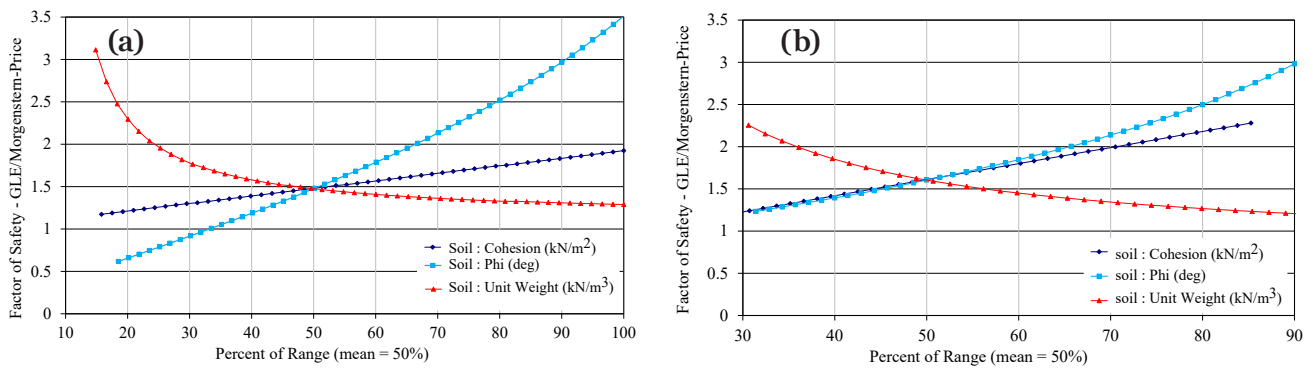 (a)
Factor of Safety - GLE/Morgenstern-Price
3.5
3
2.5
2
1.5
1
0.5
0
10 20 30 40 50 60 70 80 90 100
Percent of Range (mean = 50%)
Soil : Cohesion (kN/m²)
Soil : Phi (deg)
Soil : Unit Weight (kN/m³)
(b)
Factor of Safety - GLE/Morgenstern-Price
3.5
3
2.5
2
1.5
1
0.5
0
30 40 50 60 70 80 90
Percent of Range (mean = 50%)
soil : Cohesion (kN/m²)
soil : Phi (deg)
soil : Unit Weight (kN/m³)